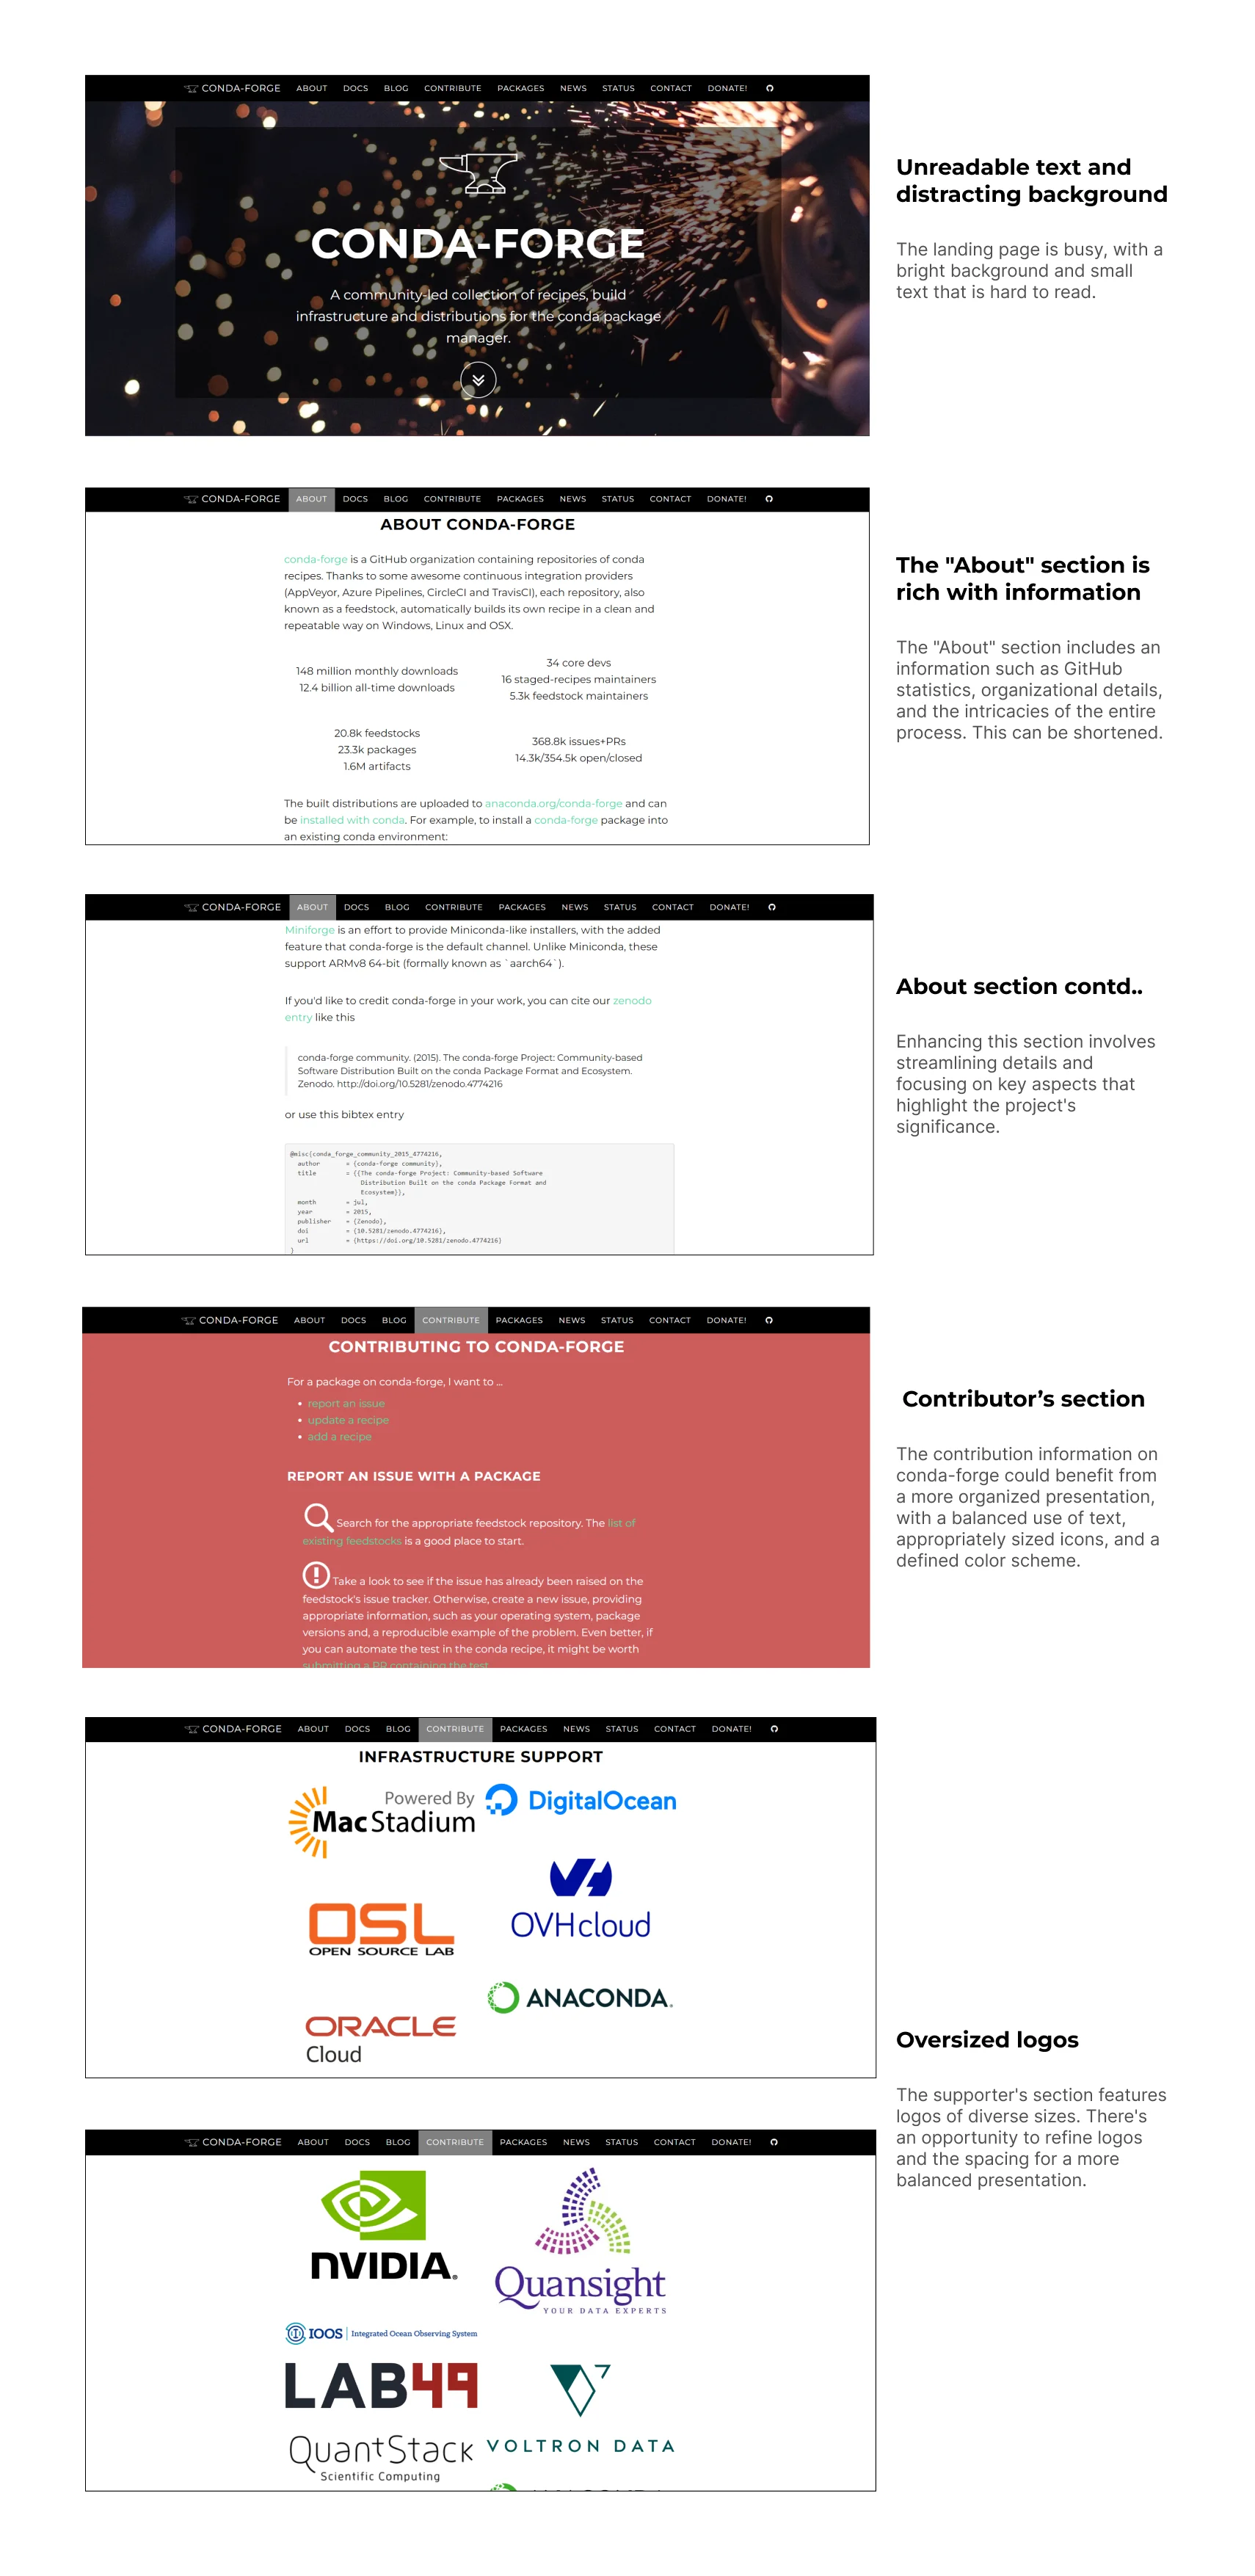 CONDA-FORGE ABOUT DOCS BLOG CONTRIBUTE PACKAGES NEWS STATUS CONTACT DONATE!
CONDA-FORGE
A community-led collection of recipes, build
infrastructure and distributions for the conda package
manager.
Unreadable text and
distracting background
The landing page is busy, with a
bright background and small
text that is hard to read.
CONDA-FORGE ABOUT DOCS BLOG CONTRIBUTE PACKAGES NEWS STATUS CONTACT DONATE!
ABOUT CONDA-FORGE
conda-forge is a GitHub organization containing repositories of conda
recipes. Thanks to some awesome continuous integration providers
(AppVeyor, Azure Pipelines, CircleCI and TravisCI), each repository, also
known as a feedstock, automatically builds its own recipe in a clean and
repeatable way on Windows, Linux and OSX.
148 million monthly downloads
12.4 billion all-time downloads
34 core devs
16 staged-recipes maintainers
5.3k feedstock maintainers
20.8k feedstocks
23.3k packages
1.6M artifacts
368.8k issues+PRs
14.3k/354.5k open/closed
The built distributions are uploaded to anaconda.org/conda-forge and can
be installed with conda. For example, to install a conda-forge package into
an existing conda environment:
The "About" section is
rich with information
The "About" section includes an
information such as GitHub
statistics, organizational details,
and the intricacies of the entire
process. This can be shortened.
CONDA-FORGE ABOUT DOCS BLOG CONTRIBUTE PACKAGES NEWS STATUS CONTACT DONATE!
Miniforge is an effort to provide Miniconda-like installers, with the added
feature that conda-forge is the default channel. Unlike Miniconda, these
support ARMv8 64-bit (formally known as `aarch64`).
If you'd like to credit conda-forge in your work, you can cite our zenodo
entry like this
conda-forge community. (2015). The conda-forge Project: Community-based
Software Distribution Built on the conda Package Format and Ecosystem.
Zenodo. http://doi.org/10.5281/zenodo.4774216
or use this bibtex entry
@misc{conda_forge_community_2015_4774216,
author = {conda-forge community},
title = {{The conda-forge Project: Community-based Software
Distribution Built on the conda Package Format and
Ecosystem}},
month = jul,
year = 2015,
publisher = {Zenodo},
doi = {10.5281/zenodo.4774216},
url = {https://doi.org/10.5281/zenodo.4774216}
}
About section contd..
Enhancing this section involves
streamlining details and
focusing on key aspects that
highlight the project's
significance.
CONDA-FORGE ABOUT DOCS BLOG CONTRIBUTE PACKAGES NEWS STATUS CONTACT DONATE!
CONTRIBUTING TO CONDA-FORGE
For a package on conda-forge, I want to ...
• report an issue
• update a recipe
• add a recipe
REPORT AN ISSUE WITH A PACKAGE
Search for the appropriate feedstock repository. The list of
existing feedstocks is a good place to start.
Take a look to see if the issue has already been raised on the
feedstock's issue tracker. Otherwise, create a new issue, providing
appropriate information, such as your operating system, package
versions and, a reproducible example of the problem. Even better, if
you can automate the test in the conda recipe, it might be worth
submitting a PR containing the test
Contributor’s section
The contribution information on
conda-forge could benefit from
a more organized presentation,
with a balanced use of text,
appropriately sized icons, and a
defined color scheme.
CONDA-FORGE ABOUT DOCS BLOG CONTRIBUTE PACKAGES NEWS STATUS CONTACT DONATE!
INFRASTRUCTURE SUPPORT
Powered By
MacStadium
DigitalOcean
OVHcloud
OSL
OPEN SOURCE LAB
ANACONDA.
ORACLE
Cloud
Oversized logos
The supporter's section features
logos of diverse sizes. There's
an opportunity to refine logos
and the spacing for a more
balanced presentation.
CONDA-FORGE ABOUT DOCS BLOG CONTRIBUTE PACKAGES NEWS STATUS CONTACT DONATE!
NVIDIA®
Quansight
YOUR DATA EXPERTS
IOOS Integrated Ocean Observing System
LAB49
VOLTRON DATA
QuantStack
Scientific Computing